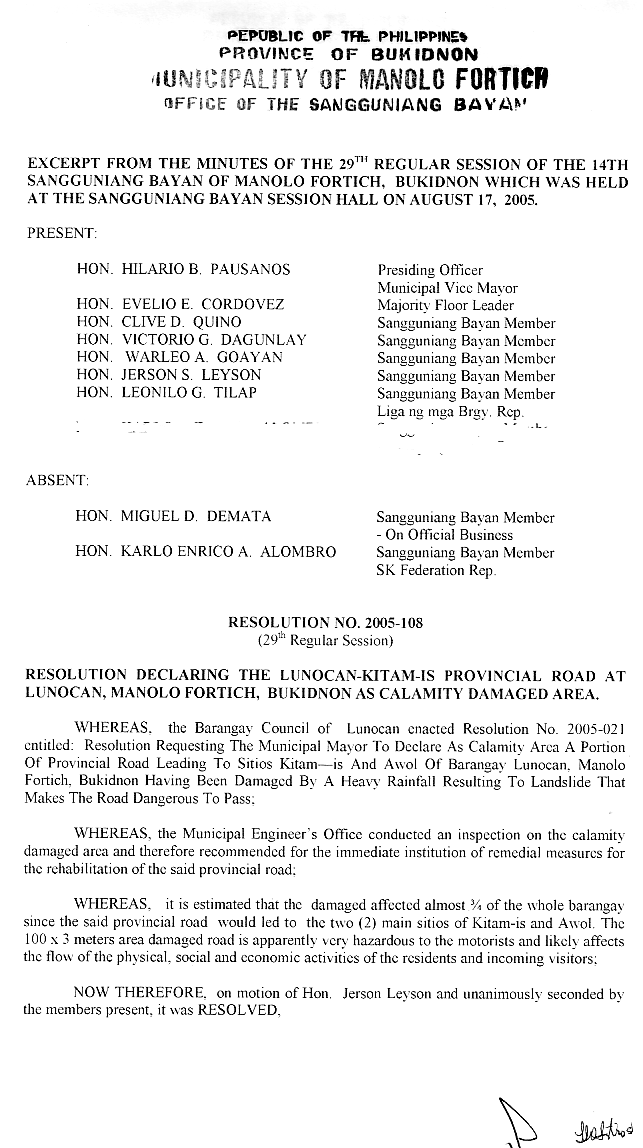 REPUBLIC OF THE PHILIPPINES
PROVINCE OF BUKIDNON
MUNICIPALITY OF MANOLO FORTICH
OFFICE OF THE SANGGUNIANG BAYAN
EXCERPT FROM THE MINUTES OF THE 29TH REGULAR SESSION OF THE 14TH
SANGGUNIANG BAYAN OF MANOLO FORTICH, BUKIDNON WHICH WAS HELD
AT THE SANGGUNIANG BAYAN SESSION HALL ON AUGUST 17, 2005.
PRESENT:
HON. HILARIO B. PAUSANOS Presiding Officer
Municipal Vice Mayor
HON. EVELIO E. CORDOVEZ Majority Floor Leader
HON. CLIVE D. QUINO Sangguniang Bayan Member
HON. VICTORIO G. DAGUNLAY Sangguniang Bayan Member
HON. WARLEO A. GOAYAN Sangguniang Bayan Member
HON. JERSON S. LEYSON Sangguniang Bayan Member
HON. LEONILO G. TILAP Sangguniang Bayan Member
Liga ng mga Brgy. Rep.
ABSENT:
HON. MIGUEL D. DEMATA Sangguniang Bayan Member
- On Official Business
HON. KARLO ENRICO A. ALOMBRO Sangguniang Bayan Member
SK Federation Rep.
RESOLUTION NO. 2005-108
(29th Regular Session)
RESOLUTION DECLARING THE LUNOCAN-KITAM-IS PROVINCIAL ROAD AT
LUNOCAN, MANOLO FORTICH, BUKIDNON AS CALAMITY DAMAGED AREA.
WHEREAS, the Barangay Council of Lunocan enacted Resolution No. 2005-021
entitled: Resolution Requesting The Municipal Mayor To Declare As Calamity Area A Portion
Of Provincial Road Leading To Sitios Kitam—is And Awol Of Barangay Lunocan, Manolo
Fortich, Bukidnon Having Been Damaged By A Heavy Rainfall Resulting To Landslide That
Makes The Road Dangerous To Pass;
WHEREAS, the Municipal Engineer's Office conducted an inspection on the calamity
damaged area and therefore recommended for the immediate institution of remedial measures for
the rehabilitation of the said provincial road;
WHEREAS, it is estimated that the damaged affected almost ¾ of the whole barangay
since the said provincial road would led to the two (2) main sitios of Kitam-is and Awol. The
100 x 3 meters area damaged road is apparently very hazardous to the motorists and likely affects
the flow of the physical, social and economic activities of the residents and incoming visitors;
NOW THEREFORE, on motion of Hon. Jerson Leyson and unanimously seconded by
the members present, it was RESOLVED,